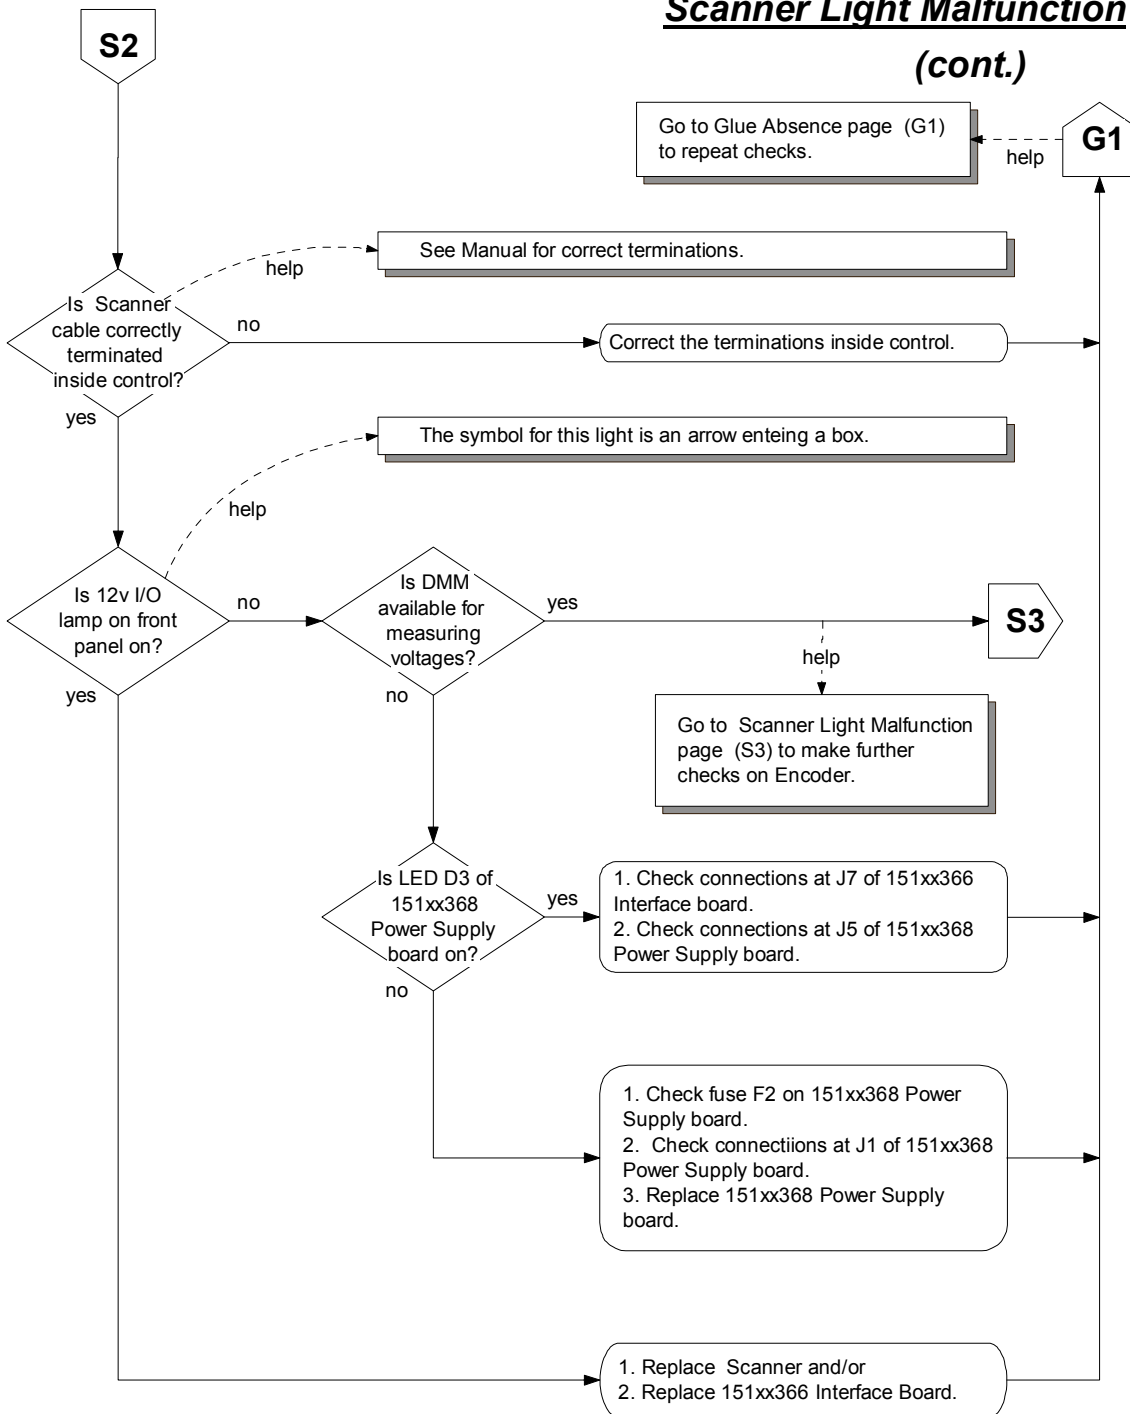 Scanner Light Malfunction
(cont.)
S2
Go to Glue Absence page (G1)
to repeat checks.
help
G1
See Manual for correct terminations.
help
Is Scanner
cable correctly
terminated
inside control?
no
Correct the terminations inside control.
yes
The symbol for this light is an arrow enteing a box.
help
Is 12v I/O
lamp on front
panel on?
no
Is DMM
available for
measuring
voltages?
yes
S3
help
yes
no
Go to Scanner Light Malfunction
page (S3) to make further
checks on Encoder.
Is LED D3 of
151xx368
Power Supply
board on?
yes
1. Check connections at J7 of 151xx366
Interface board.
2. Check connections at J5 of 151xx368
Power Supply board.
no
1. Check fuse F2 on 151xx368 Power
Supply board.
2. Check connectiions at J1 of 151xx368
Power Supply board.
3. Replace 151xx368 Power Supply
board.
1. Replace Scanner and/or
2. Replace 151xx366 Interface Board.